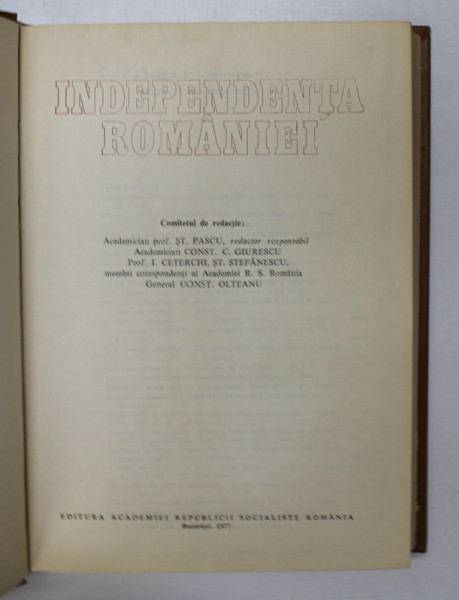 INDEPENDENȚA
ROMÂNIEI
Comitetul de redacție:
Academician prof. ȘT. PASCU, redactor responsabil
Academician CONST. C. GIURESCU
Prof. I. CETERCHI, ȘT. ȘTEFĂNESCU,
membri corespondenți ai Academiei R. S. România
General CONST. OLTEANU
EDITURA ACADEMIEI REPUBLICII SOCIALISTE ROMÂNIA
București, 1977